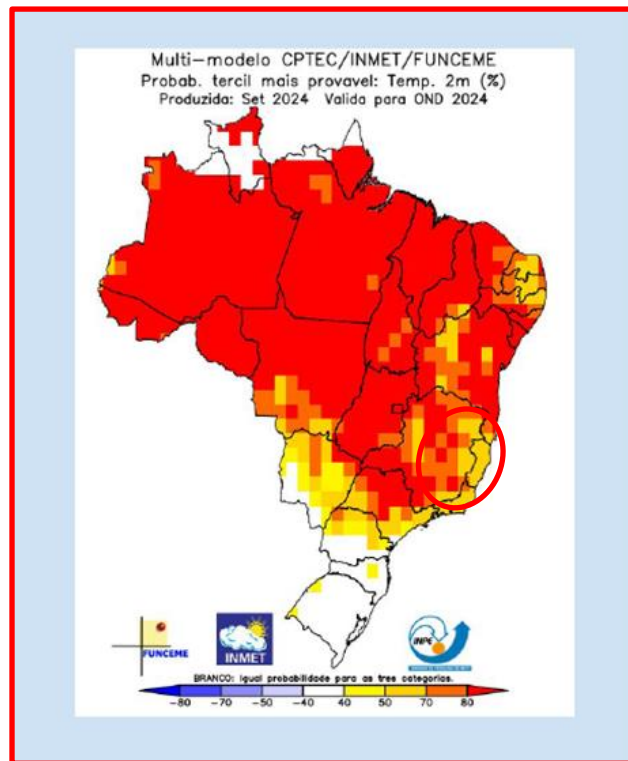 Multi-modelo CPTEC/INMET/FUNCEME
Probab. tercil mais provavel: Temp. 2m (%)
Produzida: Set 2024 Valida para OND 2024
FUNCEME
INMET
INPE
BRANCO: Igual probabilidade para as tres categorias.
-80 -70 -50 -40 40 50 70 80